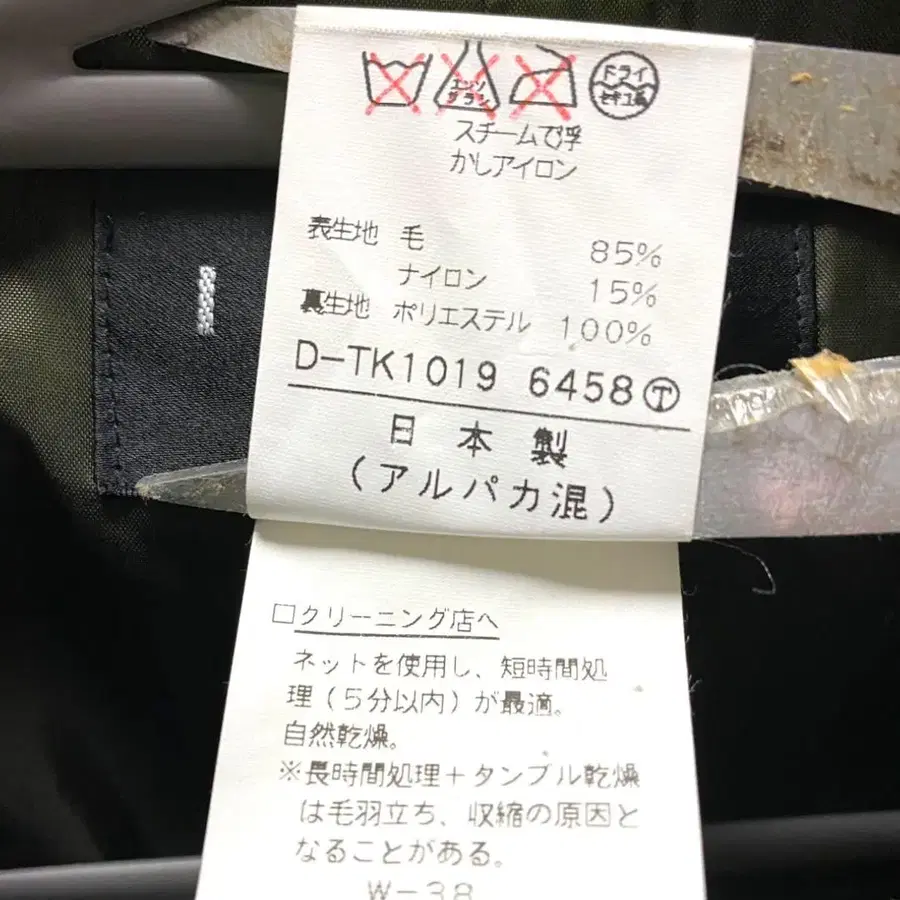 エンソ
サラシ
ドライ
セキユ系
スチームで浮
かしアイロン
表生地 毛 85%
ナイロン 15%
裏生地 ポリエステル 100%
D-TK1019 6458Ⓣ
日本製
(アルパカ混)
□クリーニング店へ
ネットを使用し、短時間処
理(5分以内)が最適。
自然乾燥。
※長時間処理+タンブル乾燥
は毛羽立ち、収縮の原因と
なることがある。
W-38